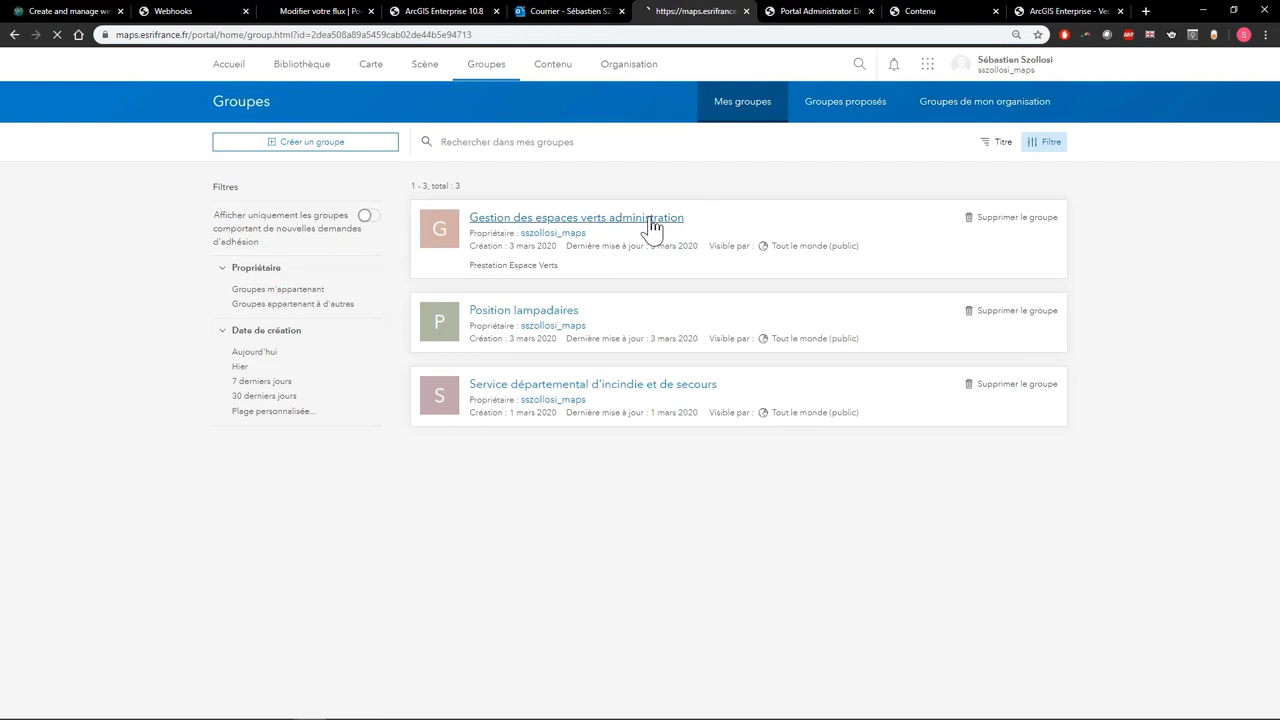 Create and manage we
Webhooks
Modifier votre flux | Po
ArcGIS Enterprise 10.8
Courrier - Sébastien SZ
https://maps.esrifrance.
Portal Administrator Di
Contenu
ArcGIS Enterprise - Ve
maps.esrifrance.fr/portal/home/group.html?id=2dea508a89a5459cab02de44b5e94713
S
Accueil
Bibliothèque
Carte
Scène
Groupes
Contenu
Organisation
Sébastien Szollosi
sszollosi_maps
Groupes
Mes groupes
Groupes proposés
Groupes de mon organisation
Créer un groupe
Rechercher dans mes groupes
Titre
Filtre
Filtres
Afficher uniquement les groupes
comportant de nouvelles demandes
d'adhésion
Propriétaire
Groupes m'appartenant
Groupes appartenant à d'autres
Date de création
Aujourd'hui
Hier
7 derniers jours
30 derniers jours
Plage personnalisée...
1 - 3, total : 3
G
Gestion des espaces verts administration
Propriétaire : sszollosi_maps
Création : 3 mars 2020 Dernière mise à jour : 3 mars 2020 Visible par : Tout le monde (public)
Prestation Espace Verts
Supprimer le groupe
P
Position lampadaires
Propriétaire : sszollosi_maps
Création : 3 mars 2020 Dernière mise à jour : 3 mars 2020 Visible par : Tout le monde (public)
Supprimer le groupe
S
Service départemental d'incindie et de secours
Propriétaire : sszollosi_maps
Création : 1 mars 2020 Dernière mise à jour : 1 mars 2020 Visible par : Tout le monde (public)
Supprimer le groupe